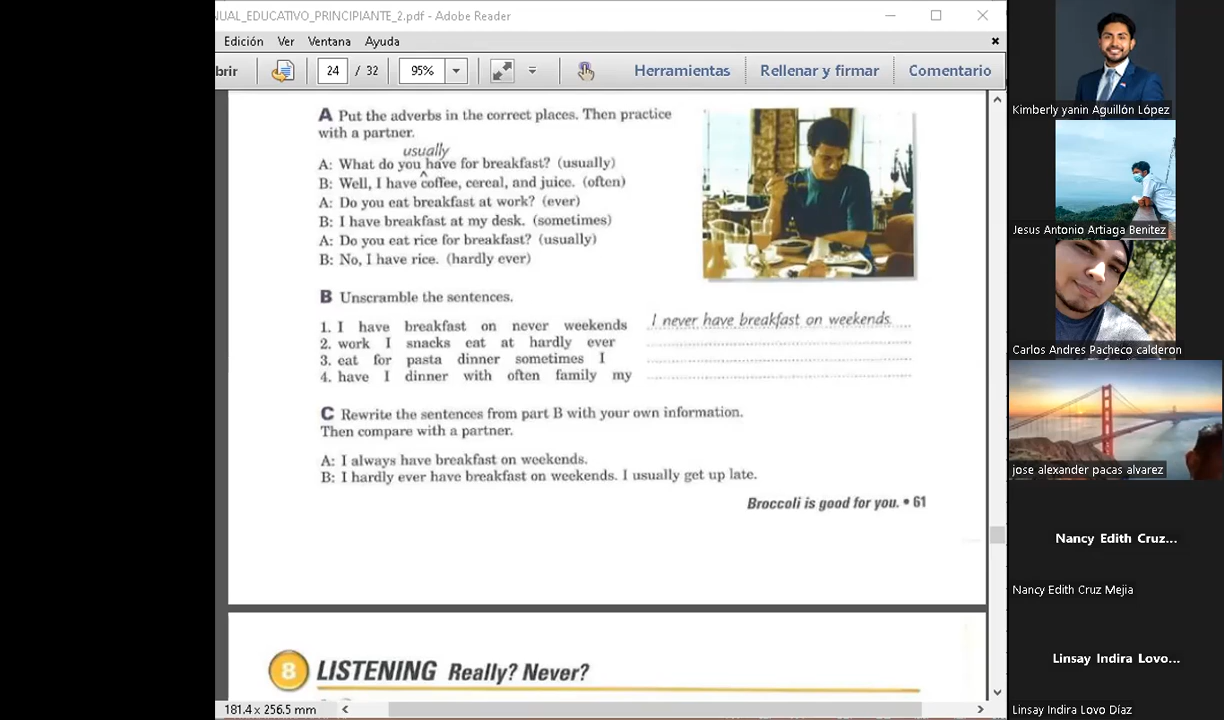 NUAL_EDUCATIVO_PRINCIPIANTE_2.pdf - Adobe Reader
Edición Ver Ventana Ayuda
brir 24 / 32 95% Herramientas Rellenar y firmar Comentario
A Put the adverbs in the correct places. Then practice
with a partner.
usually
A: What do you have for breakfast? (usually)
B: Well, I have coffee, cereal, and juice. (often)
A: Do you eat breakfast at work? (ever)
B: I have breakfast at my desk. (sometimes)
A: Do you eat rice for breakfast? (usually)
B: No, I have rice. (hardly ever)
B Unscramble the sentences.
1. I have breakfast on never weekends I never have breakfast on weekends.
2. work I snacks eat at hardly ever
3. eat for pasta dinner sometimes I
4. have I dinner with often family my
C Rewrite the sentences from part B with your own information.
Then compare with a partner.
A: I always have breakfast on weekends.
B: I hardly ever have breakfast on weekends. I usually get up late.
Broccoli is good for you. • 61
8 LISTENING Really? Never?
181.4 x 256.5 mm
Kimberly yanin Aguillón López
Jesus Antonio Artiaga Benitez
Carlos Andres Pacheco calderon
jose alexander pacas alvarez
Nancy Edith Cruz...
Nancy Edith Cruz Mejia
Linsay Indira Lovo...
Linsay Indira Lovo Díaz